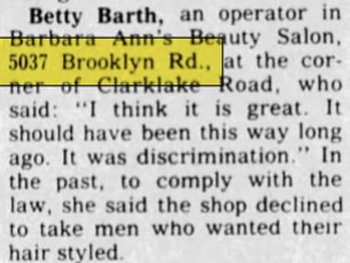 Betty Barth, an operator in
Barbara Ann's Beauty Salon,
5037 Brooklyn Rd., at the cor-
ner of Clarklake Road, who
said: "I think it is great. It
should have been this way long
ago. It was discrimination." In
the past, to comply with the
law, she said the shop declined
to take men who wanted their
hair styled.